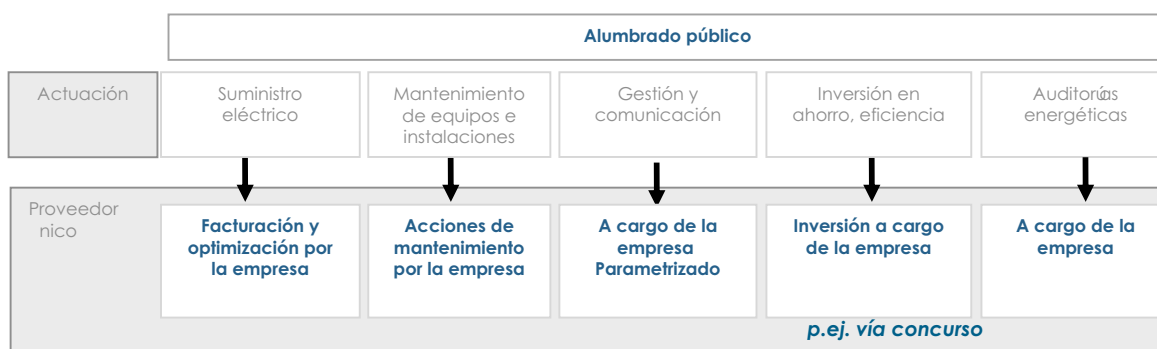 Alumbrado público
Actuación
Suministro
eléctrico
Mantenimiento
de equipos e
instalaciones
Gestión y
comunicación
Inversión en
ahorro, eficiencia
Auditorías
energéticas
Proveedor
nico
Facturación y
optimización por
la empresa
Acciones de
mantenimiento
por la empresa
A cargo de la
empresa
Parametrizado
Inversión a cargo
de la empresa
A cargo de la
empresa
p.ej. vía concurso